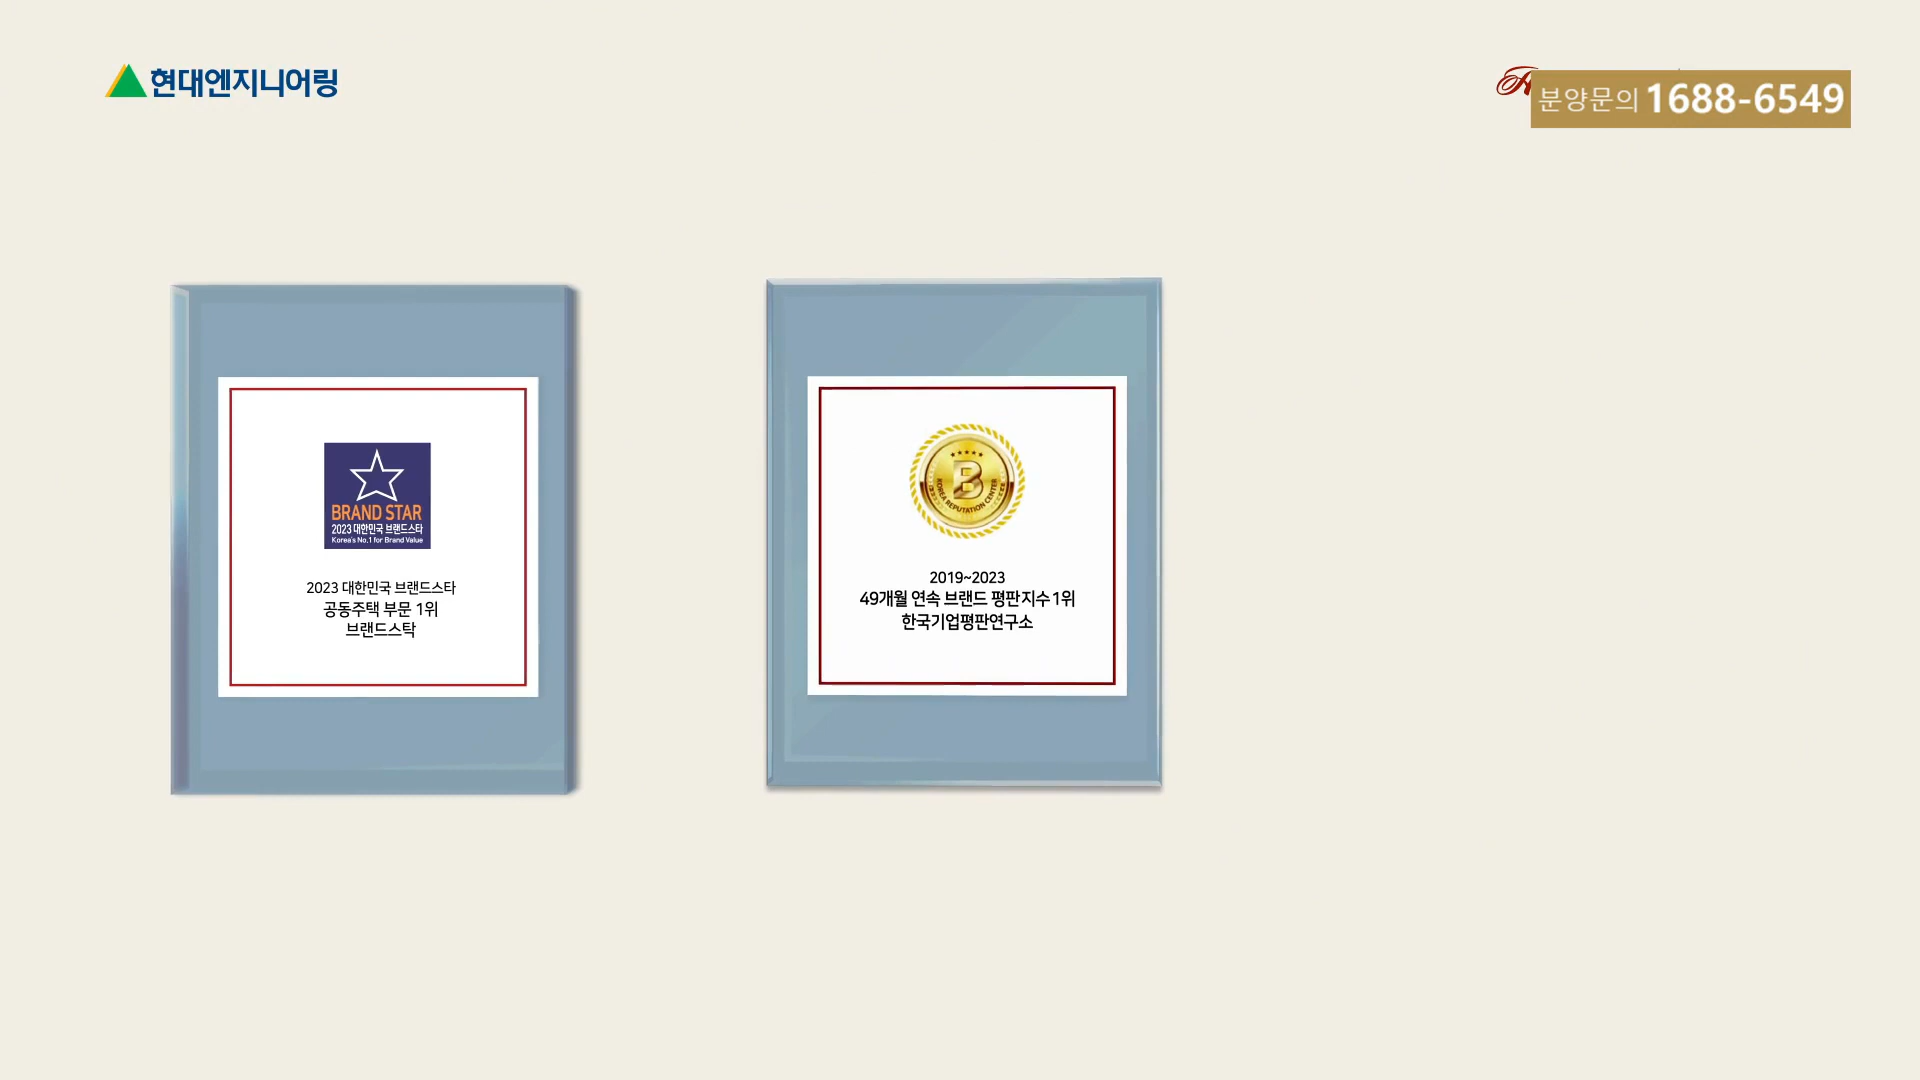 현대엔지니어링
분양문의 1688-6549
BRAND STAR
2023 대한민국 브랜드스타
Korea's No.1 for Brand Value
2023 대한민국 브랜드스타
공동주택 부문 1위
브랜드스탁
B
KOREA REPUTATION CENTER
2019~2023
49개월 연속 브랜드 평판지수 1위
한국기업평판연구소